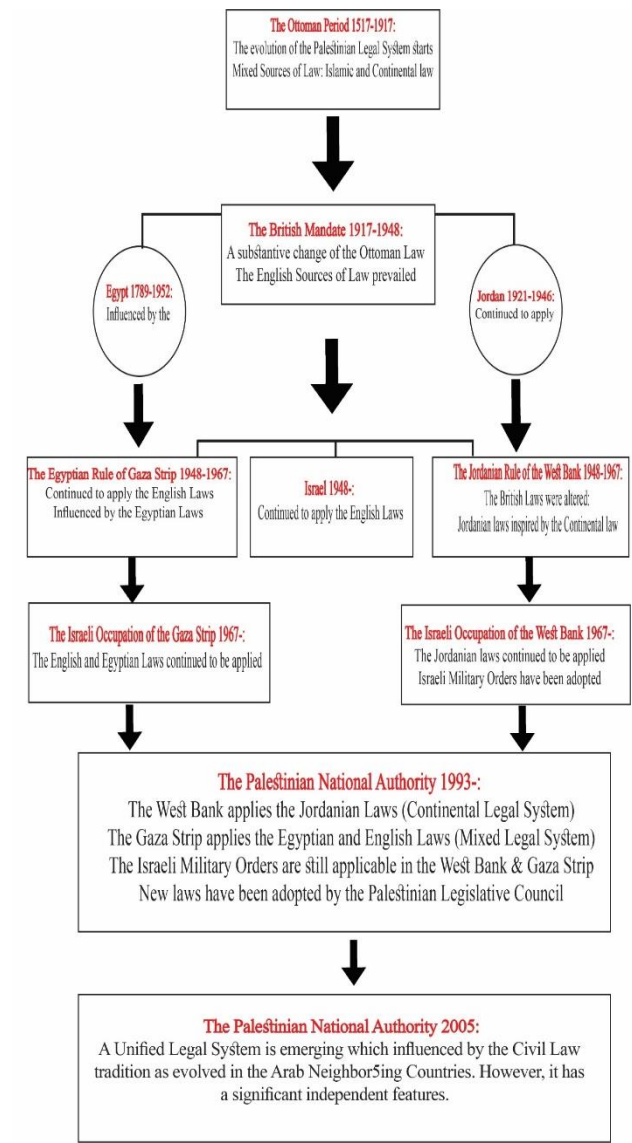 The Ottoman Period 1517-1917:
The evolution of the Palestinian Legal System starts
Mixed Sources of Law: Islamic and Continental law
The British Mandate 1917-1948:
A substantive change of the Ottoman Law
The English Sources of Law prevailed
Egypt 1789-1952:
Influenced by the
Jordan 1921-1946:
Continued to apply
The Egyptian Rule of Gaza Strip 1948-1967:
Continued to apply the English Laws
Influenced by the Egyptian Laws
Israel 1948-:
Continued to apply the English Laws
The Jordanian Rule of the West Bank 1948-1967:
The British Laws were altered:
Jordanian laws inspired by the Continental law
The Israeli Occupation of the Gaza Strip 1967-:
The English and Egyptian Laws continued to be applied
The Israeli Occupation of the West Bank 1967-:
The Jordanian laws continued to be applied
Israeli Military Orders have been adopted
The Palestinian National Authority 1993-:
The West Bank applies the Jordanian Laws (Continental Legal System)
The Gaza Strip applies the Egyptian and English Laws (Mixed Legal System)
The Israeli Military Orders are still applicable in the West Bank & Gaza Strip
New laws have been adopted by the Palestinian Legislative Council
The Palestinian National Authority 2005:
A Unified Legal System is emerging which influenced by the Civil Law
tradition as evolved in the Arab Neighbor5ing Countries. However, it has
a significant independent features.